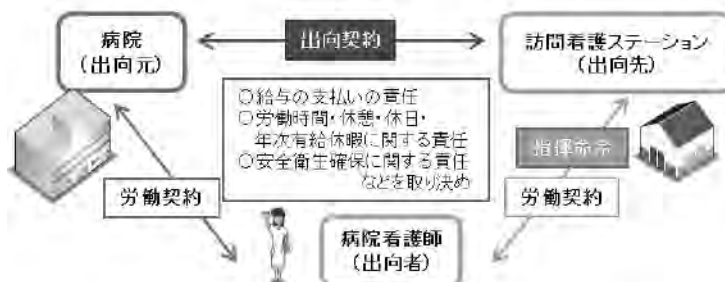 病院
(出向元)
出向契約
訪問看護ステーション
(出向先)
○給与の支払いの責任
○労働時間・休憩・休日・
年次有給休暇に関する責任
○安全衛生確保に関する責任
などを取り決め
指揮命令
労働契約
労働契約
病院看護師
(出向者)